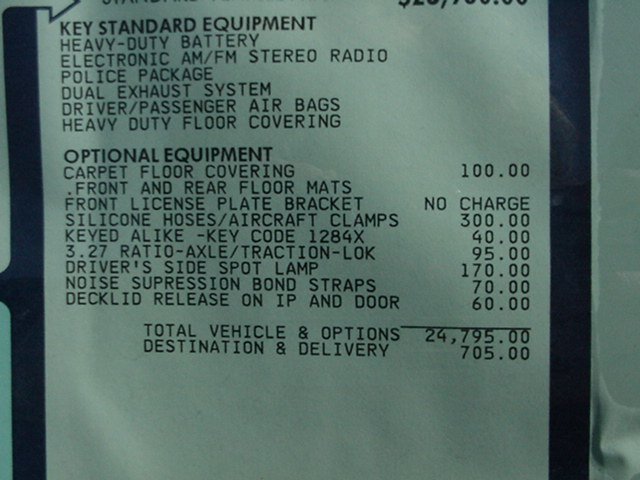 KEY STANDARD EQUIPMENT
HEAVY-DUTY BATTERY
ELECTRONIC AM/FM STEREO RADIO
POLICE PACKAGE
DUAL EXHAUST SYSTEM
DRIVER/PASSENGER AIR BAGS
HEAVY DUTY FLOOR COVERING
OPTIONAL EQUIPMENT
CARPET FLOOR COVERING 100.00
.FRONT AND REAR FLOOR MATS
FRONT LICENSE PLATE BRACKET NO CHARGE
SILICONE HOSES/AIRCRAFT CLAMPS 300.00
KEYED ALIKE -KEY CODE 1284X 40.00
3.27 RATIO-AXLE/TRACTION-LOK 95.00
DRIVER'S SIDE SPOT LAMP 170.00
NOISE SUPRESSION BOND STRAPS 70.00
DECKLID RELEASE ON IP AND DOOR 60.00
TOTAL VEHICLE & OPTIONS 24,795.00
DESTINATION & DELIVERY 705.00